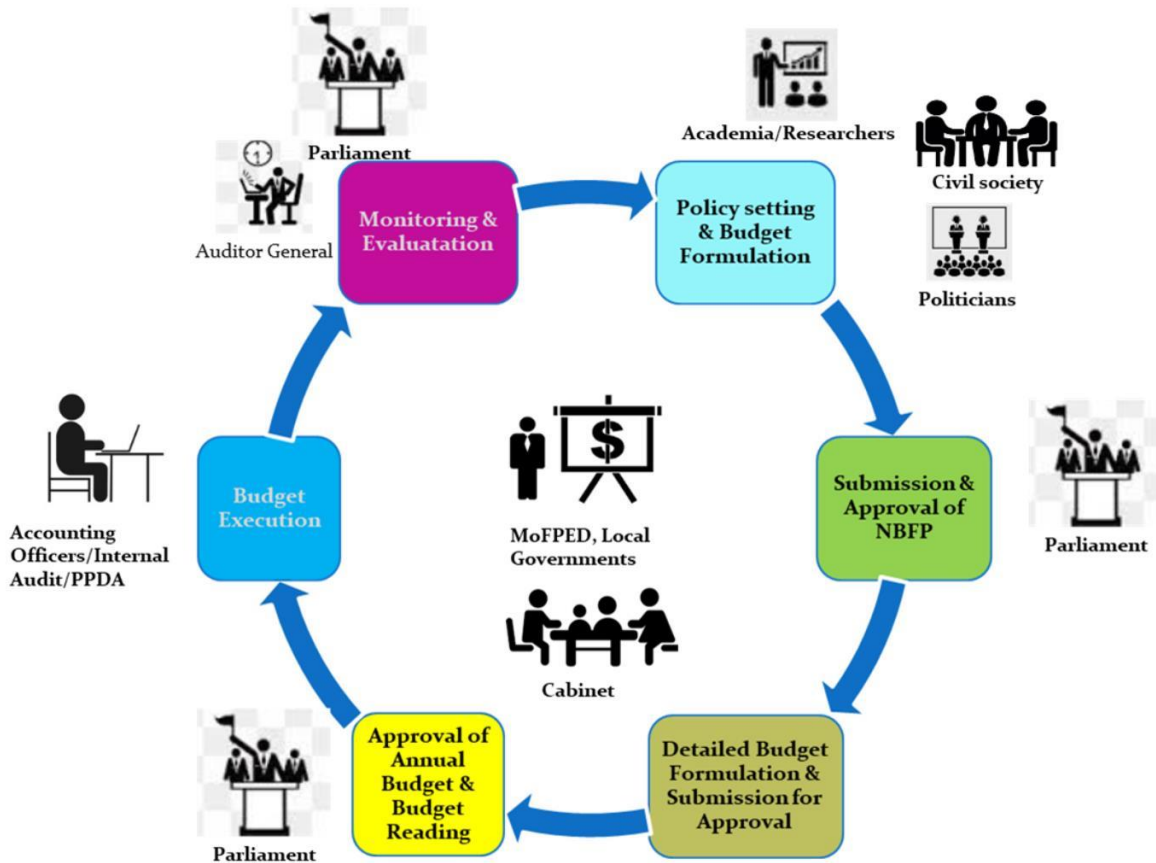 Parliament
Auditor General
Monitoring &
Evaluatation
Academia/Researchers
Civil society
Politicians
Policy setting
& Budget
Formulation
Submission &
Approval of
NBFP
Parliament
Detailed Budget
Formulation &
Submission for
Approval
Approval of
Annual
Budget &
Budget
Reading
Parliament
Budget
Execution
Accounting
Officers/Internal
Audit/PPDA
$
MoFPED, Local
Governments
Cabinet